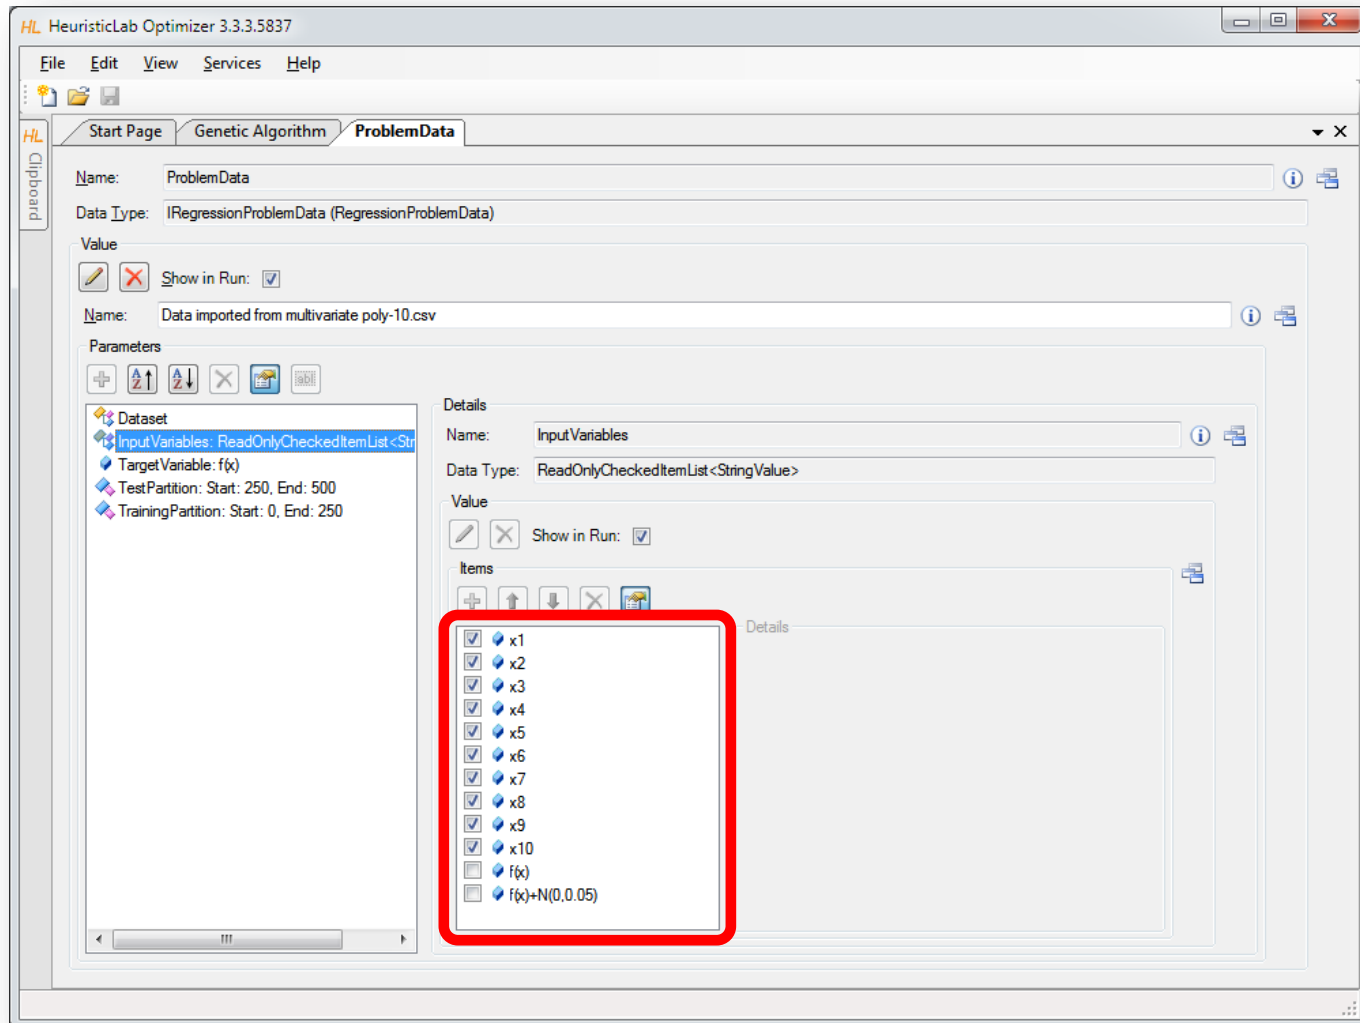 HL HeuristicLab Optimizer 3.3.3.5837
File Edit View Services Help
HL Clipboard
Start Page Genetic Algorithm ProblemData
Name: ProblemData
Data Type: IRegressionProblemData (RegressionProblemData)
Value
Show in Run:
Name: Data imported from multivariate poly-10.csv
Parameters
Dataset
InputVariables: ReadOnlyCheckedItemList<Str
TargetVariable: f(x)
TestPartition: Start: 250, End: 500
TrainingPartition: Start: 0, End: 250
Details
Name: InputVariables
Data Type: ReadOnlyCheckedItemList<StringValue>
Value
Show in Run:
Items
x1
x2
x3
x4
x5
x6
x7
x8
x9
x10
f(x)
f(x)+N(0,0.05)
Details